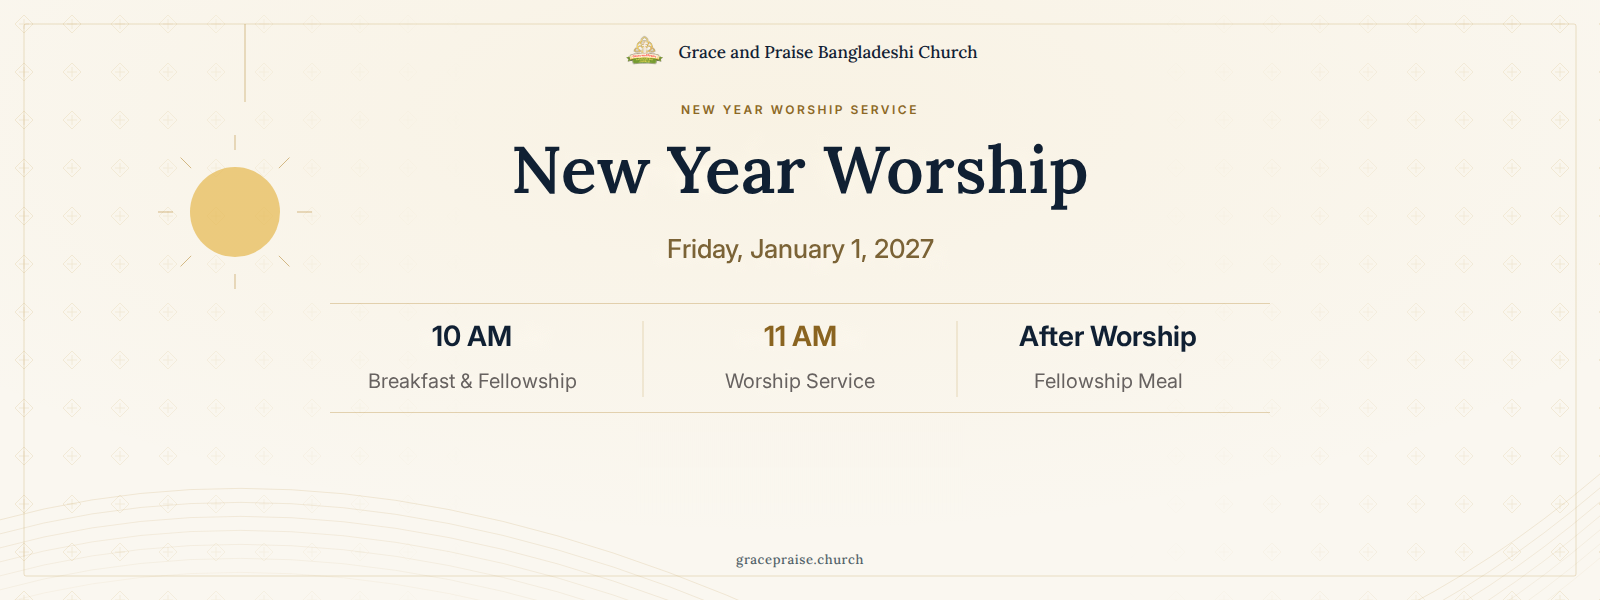 Grace and Praise Bangladeshi Church
NEW YEAR WORSHIP SERVICE
New Year Worship
Friday, January 1, 2027
10 AM
Breakfast & Fellowship
11 AM
Worship Service
After Worship
Fellowship Meal
gracepraise.church